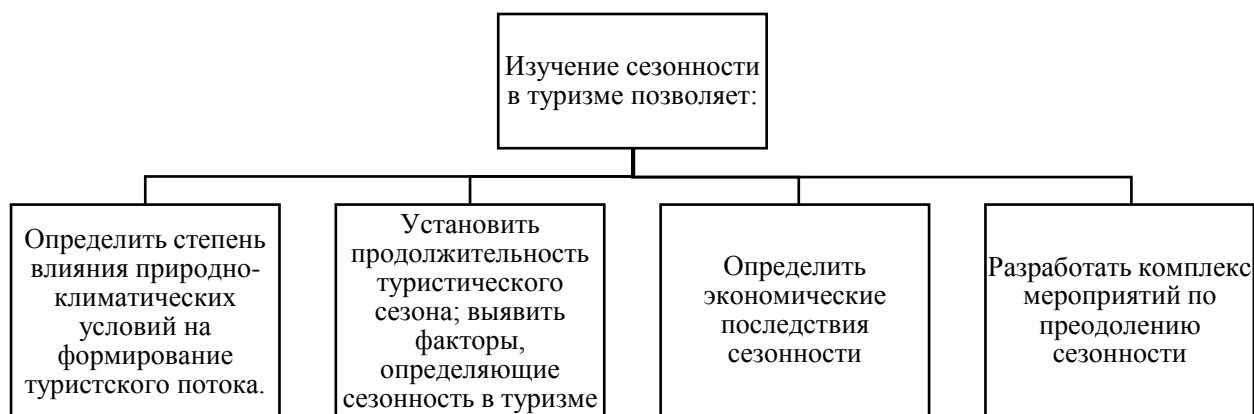 Изучение сезонности
в туризме позволяет:
Определить степень
влияния природно-
климатических
условий на
формирование
туристского потока.
Установить
продолжительность
туристического
сезона; выявить
факторы,
определяющие
сезонность в туризме
Определить
экономические
последствия
сезонности
Разработать комплекс
мероприятий по
преодолению
сезонности